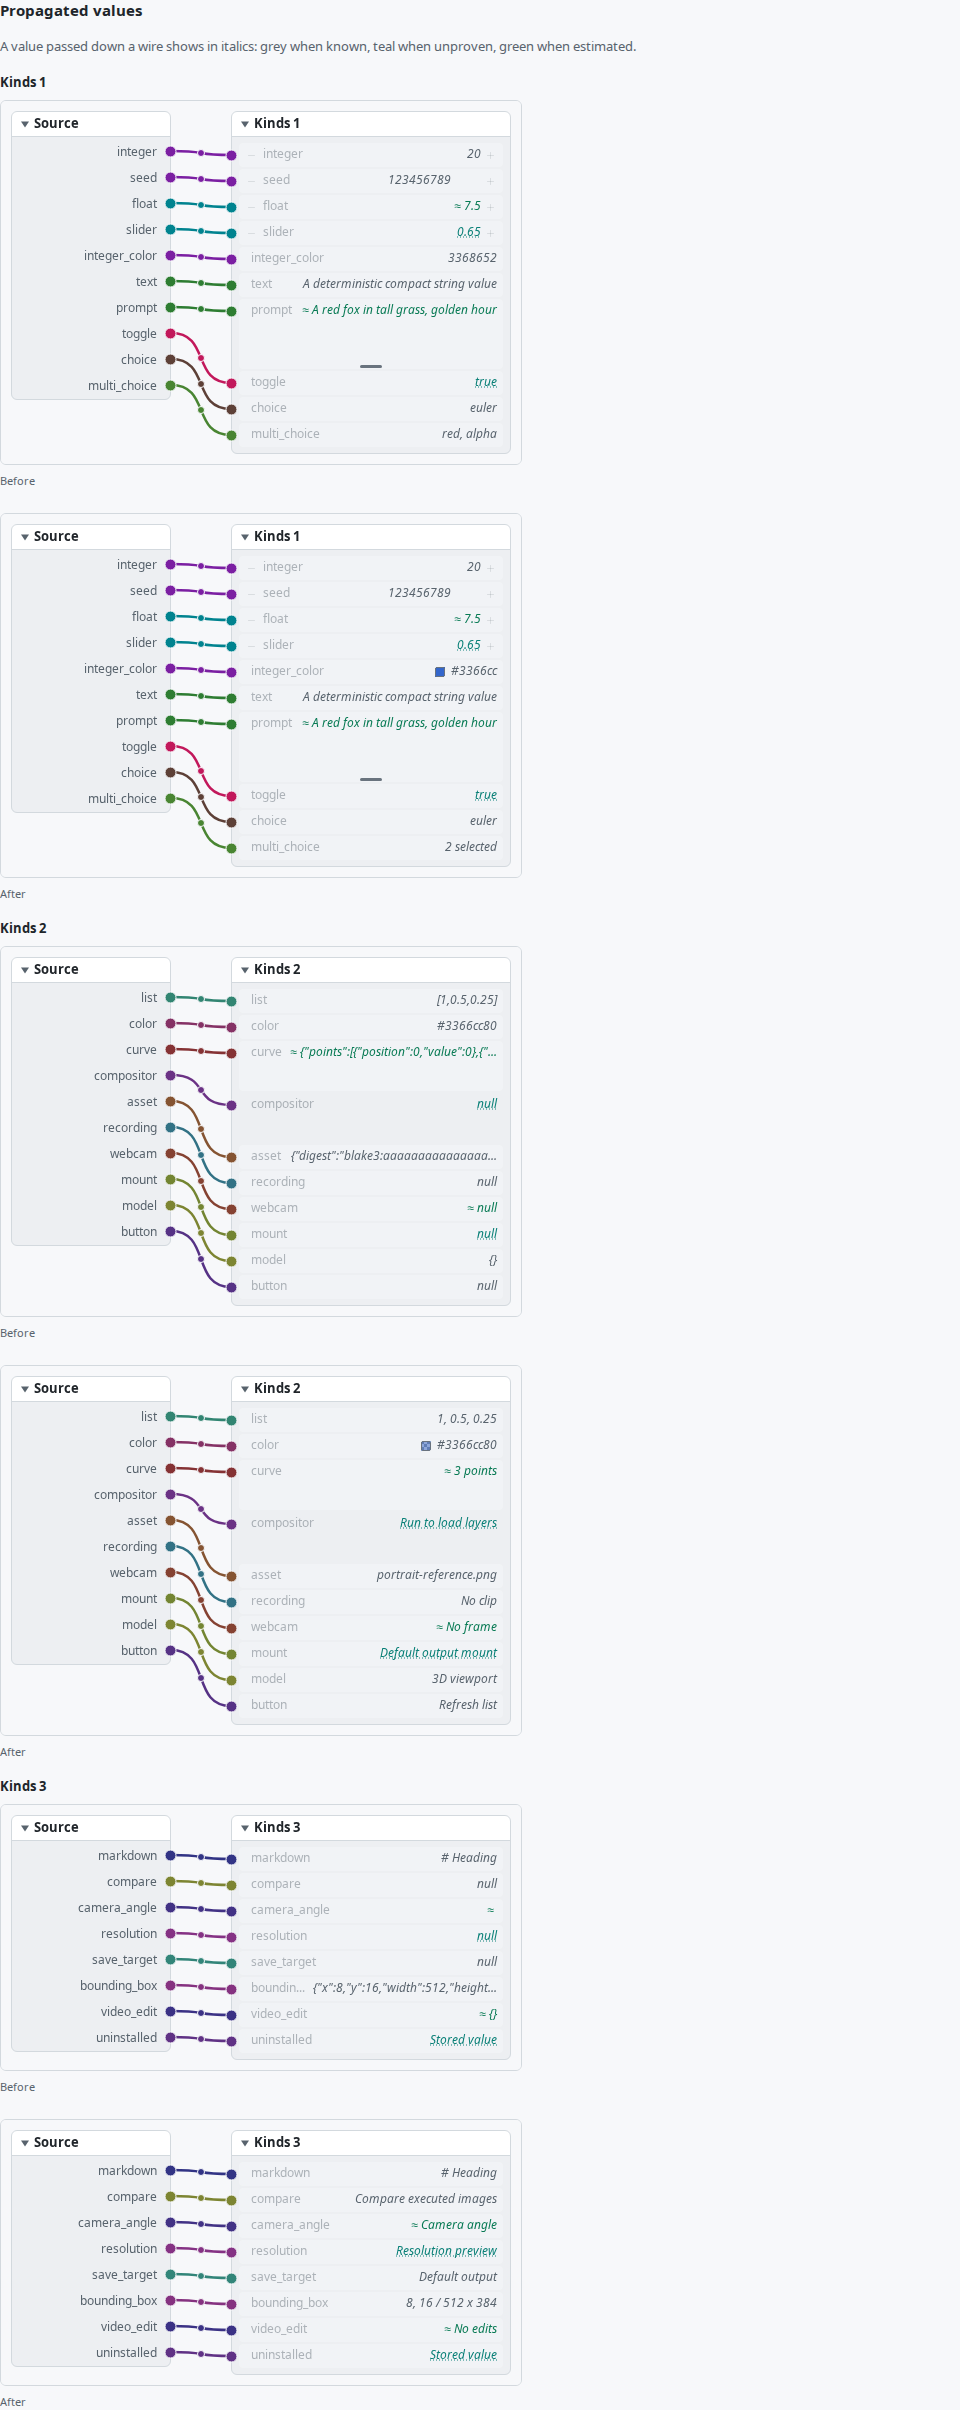 Propagated values
A value passed down a wire shows in italics: grey when known, teal when unproven, green when estimated.
Kinds 1
Source
Kinds 1
integer
− integer 20 +
seed
− seed 123456789 +
float
− float ≈ 7.5 +
slider
− slider 0.65 +
integer_color
integer_color 3368652
text
text A deterministic compact string value
prompt
prompt ≈ A red fox in tall grass, golden hour
toggle
choice
multi_choice
toggle true
choice euler
multi_choice red, alpha
Before
Source
Kinds 1
integer
− integer 20 +
seed
− seed 123456789 +
float
− float ≈ 7.5 +
slider
− slider 0.65 +
integer_color
integer_color #3366cc
text
text A deterministic compact string value
prompt
prompt ≈ A red fox in tall grass, golden hour
toggle
choice
multi_choice
toggle true
choice euler
multi_choice 2 selected
After
Kinds 2
Source
Kinds 2
list
list [1,0.5,0.25]
color
color #3366cc80
curve
curve ≈ {"points":[{"position":0,"value":0},{"...
compositor
asset
compositor null
recording
webcam
asset {"digest":"blake3:aaaaaaaaaaaaaaa...
mount
recording null
model
webcam ≈ null
button
mount null
model {}
button null
Before
Source
Kinds 2
list
list 1, 0.5, 0.25
color
color #3366cc80
curve
curve ≈ 3 points
compositor
asset
compositor Run to load layers
recording
webcam
asset portrait-reference.png
mount
recording No clip
model
webcam ≈ No frame
button
mount Default output mount
model 3D viewport
button Refresh list
After
Kinds 3
Source
Kinds 3
markdown
markdown # Heading
compare
compare null
camera_angle
camera_angle ≈
resolution
resolution null
save_target
save_target null
bounding_box
boundin... {"x":8,"y":16,"width":512,"height...
video_edit
video_edit ≈ {}
uninstalled
uninstalled Stored value
Before
Source
Kinds 3
markdown
markdown # Heading
compare
compare Compare executed images
camera_angle
camera_angle ≈ Camera angle
resolution
resolution Resolution preview
save_target
save_target Default output
bounding_box
bounding_box 8, 16 / 512 x 384
video_edit
video_edit ≈ No edits
uninstalled
uninstalled Stored value
After